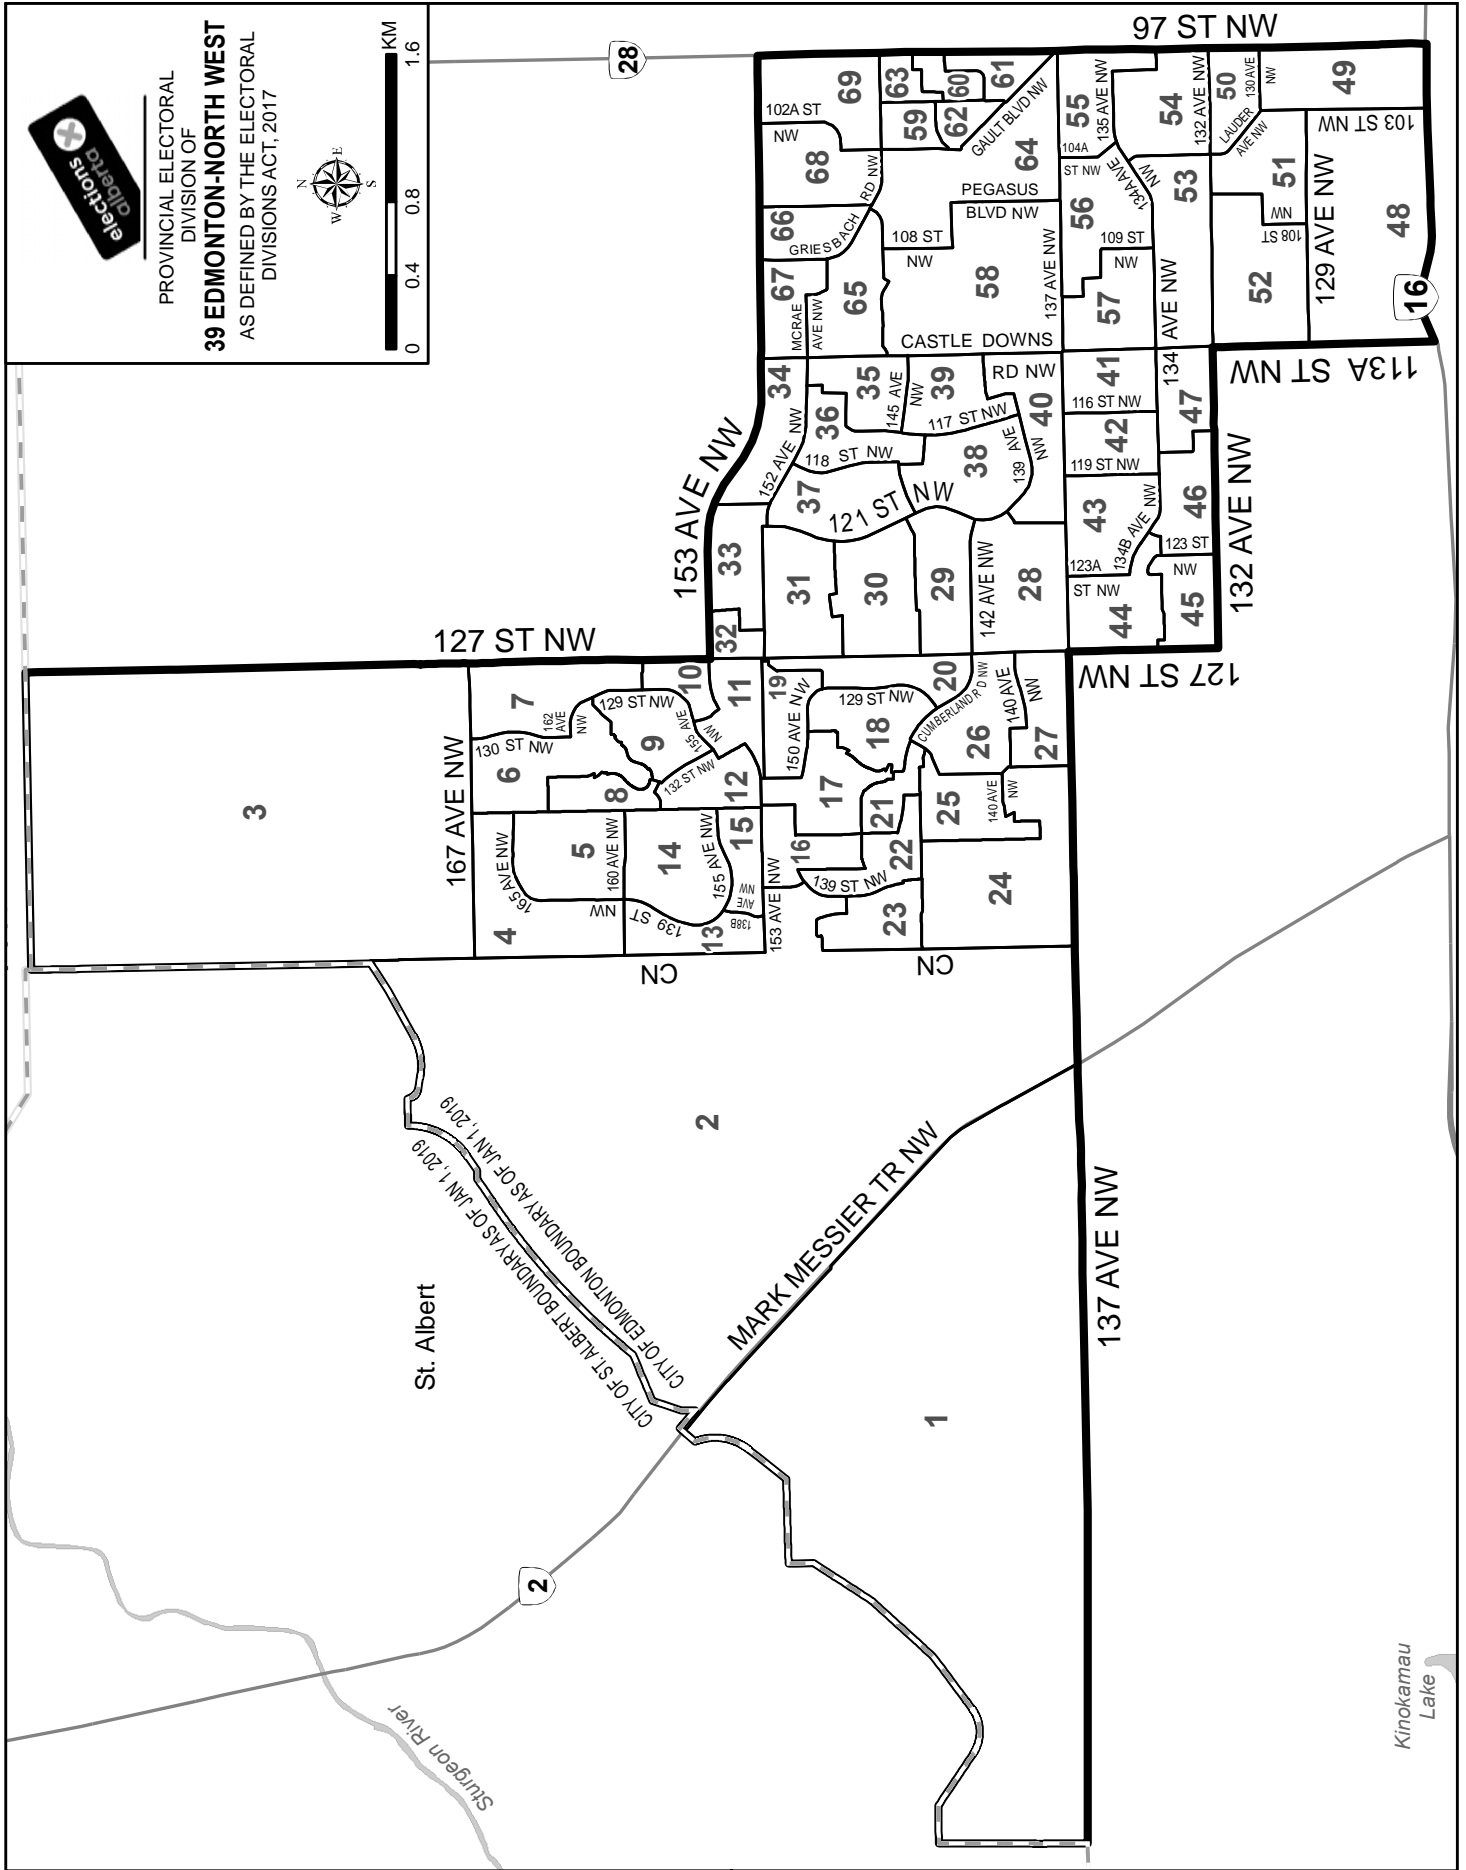 elections
alberta
PROVINCIAL ELECTORAL
DIVISION OF
39 EDMONTON-NORTH WEST
AS DEFINED BY THE ELECTORAL
DIVISIONS ACT, 2017
N
E
S
W
0
0.4
0.8
1.6
KM
28
97 ST NW
St. Albert
2
Sturgeon River
Kinokamau
Lake
CITY OF ST. ALBERT BOUNDARY AS OF JAN 1, 2019
CITY OF EDMONTON BOUNDARY AS OF JAN 1, 2019
MARK MESSIER TR NW
137 AVE NW
1
2
3
127 ST NW
167 AVE NW
CN
CN
4
165 AVE NW
5
160 AVE NW
6
130 ST NW
7
162
AVE
NW
8
9
129 ST NW
155 AVE
NW
10
11
12
132 ST NW
13
139 ST
NW
138B
AVE
NW
14
155 AVE NW
15
153 AVE NW
16
17
150 AVE NW
18
129 ST NW
19
20
CUMBERLAND RD NW
21
22
139 ST NW
23
24
25
140 AVE
NW
26
140 AVE
NW
27
153 AVE NW
32
33
31
30
29
142 AVE NW
28
121 ST NW
34
152 AVE NW
35
145 AVE
NW
36
118 ST NW
37
38
139 AVE
NW
39
117 ST NW
40
CASTLE DOWNS
RD NW
41
116 ST NW
42
119 ST NW
43
123A
ST NW
134B AVE NW
44
45
123 ST
NW
46
47
134 AVE NW
127 ST NW
132 AVE NW
113A ST NW
16
48
129 AVE NW
49
103 ST NW
50
130 AVE
NW
LAUDER
AVE NW
51
108 ST
NW
52
53
132 AVE NW
54
55
135 AVE NW
104A
ST NW
134A AVE
NW
56
109 ST
NW
57
137 AVE NW
58
108 ST
NW
PEGASUS
BLVD NW
59
60
61
62
63
GAULT BLVD NW
64
65
66
GRIESBACH RD NW
67
MCRAE
AVE NW
68
102A ST
NW
69